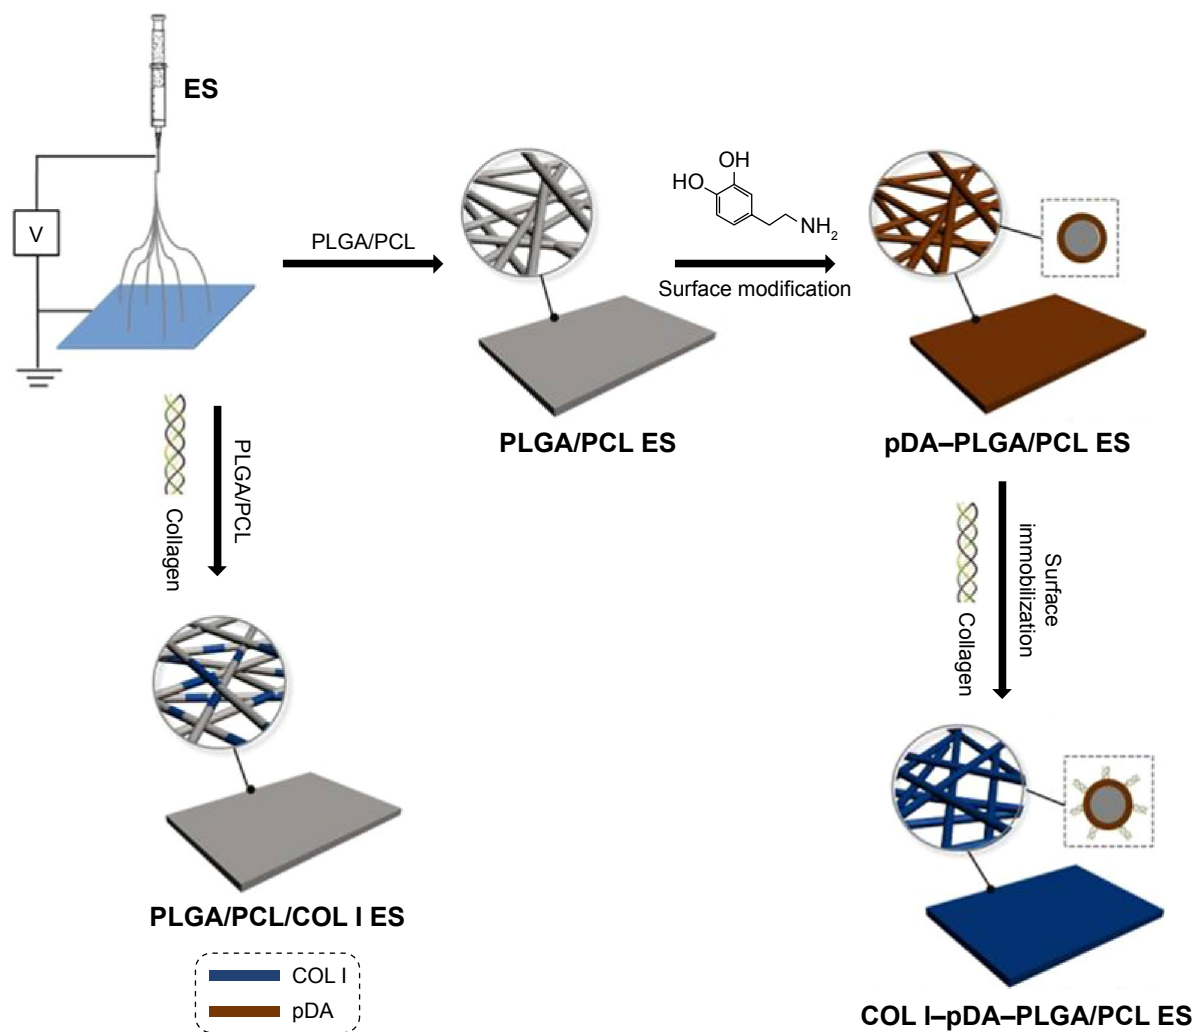 ES
V
PLGA/PCL
OH
HO
NH2
Surface modification
PLGA/PCL ES
pDA–PLGA/PCL ES
PLGA/PCL
Collagen
Surface
immobilization
Collagen
PLGA/PCL/COL I ES
COL I
pDA
COL I–pDA–PLGA/PCL ES